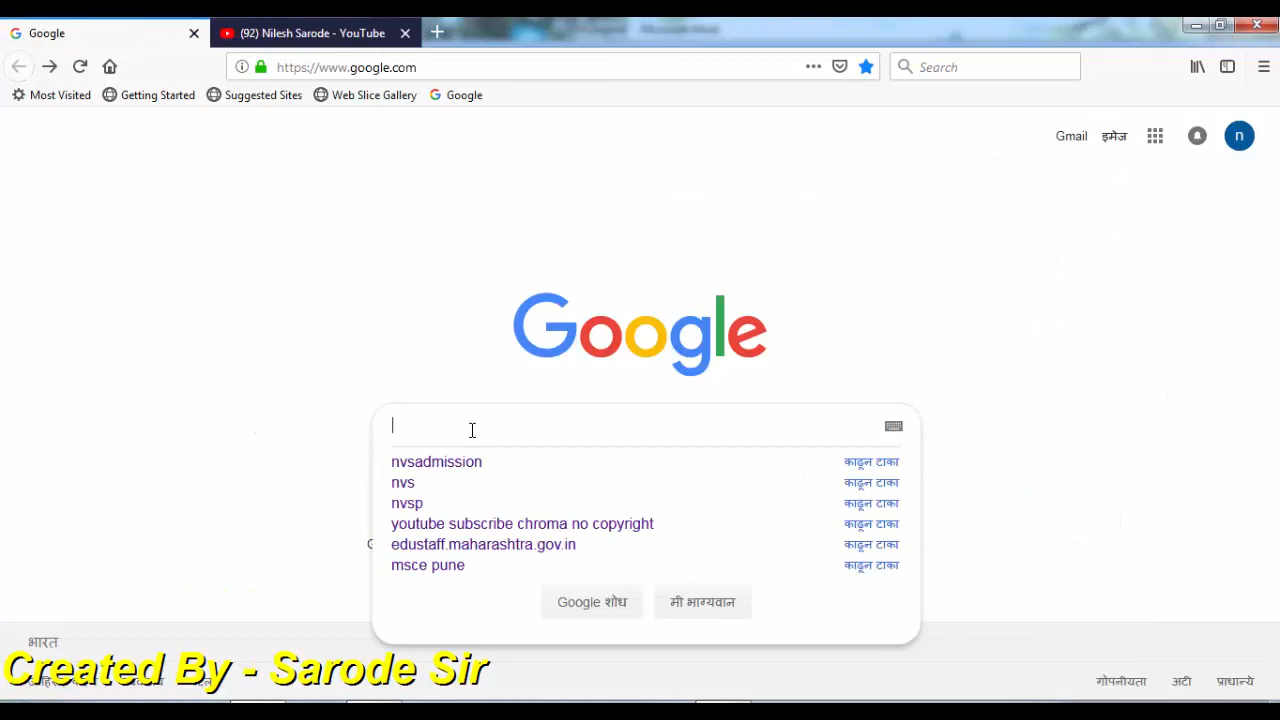 Google
(92) Nilesh Sarode - YouTube
https://www.google.com
Search
Most Visited
Getting Started
Suggested Sites
Web Slice Gallery
Google
Gmail
इमेज
n
Google
nvsadmission काढून टाका
nvs काढून टाका
nvsp काढून टाका
youtube subscribe chroma no copyright काढून टाका
edustaff.maharashtra.gov.in काढून टाका
msce pune काढून टाका
Google शोध
मी भाग्यवान
भारत
Created By - Sarode Sir
गोपनीयता
अटी
प्राधान्ये